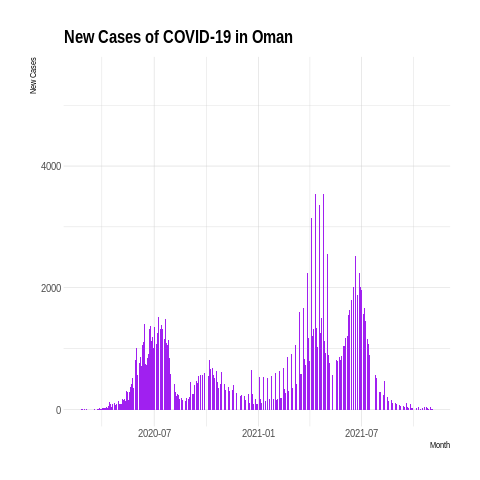 New Cases of COVID-19 in Oman
New Cases
4000
2000
0
2020-07 2021-01 2021-07
Month